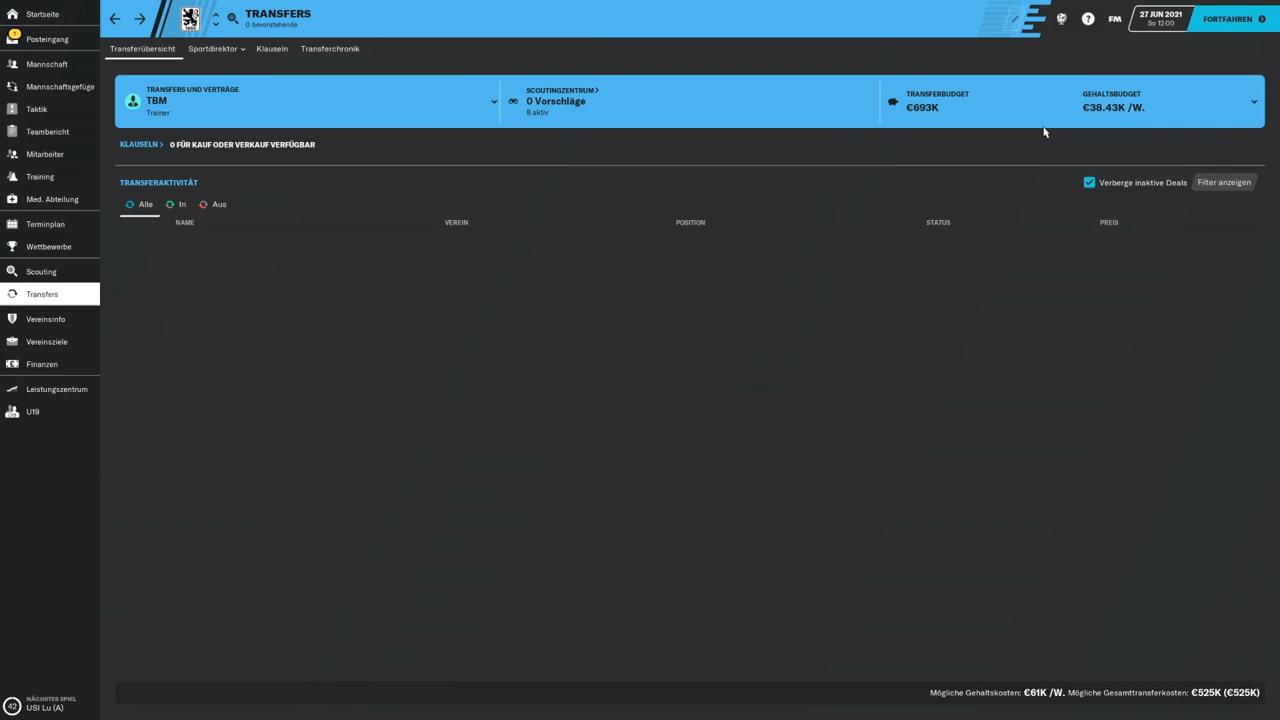 Startseite
1
Posteingang
Mannschaft
Mannschaftsgefüge
Taktik
Teambericht
Mitarbeiter
Training
Med. Abteilung
Terminplan
Wettbewerbe
Scouting
Transfers
Vereinsinfo
Vereinsziele
Finanzen
Leistungszentrum
U19
42
NÄCHSTES SPIEL
USI Lu (A)
TRANSFERS
0 bevorstehende
FM
27 JUN 2021
So 12:00
FORTFAHREN
Transferübersicht
Sportdirektor
Klauseln
Transferchronik
TRANSFERS UND VERTRÄGE
TBM
Trainer
SCOUTINGZENTRUM >
0 Vorschläge
8 aktiv
TRANSFERBUDGET
€693K
GEHALTSBUDGET
€38.43K /W.
KLAUSELN > 0 FÜR KAUF ODER VERKAUF VERFÜGBAR
TRANSFERAKTIVITÄT
Verberge inaktive Deals
Filter anzeigen
Alle
In
Aus
NAME VEREIN POSITION STATUS PREIS
Mögliche Gehaltskosten: €61K /W. Mögliche Gesamttransferkosten: €525K (€525K)